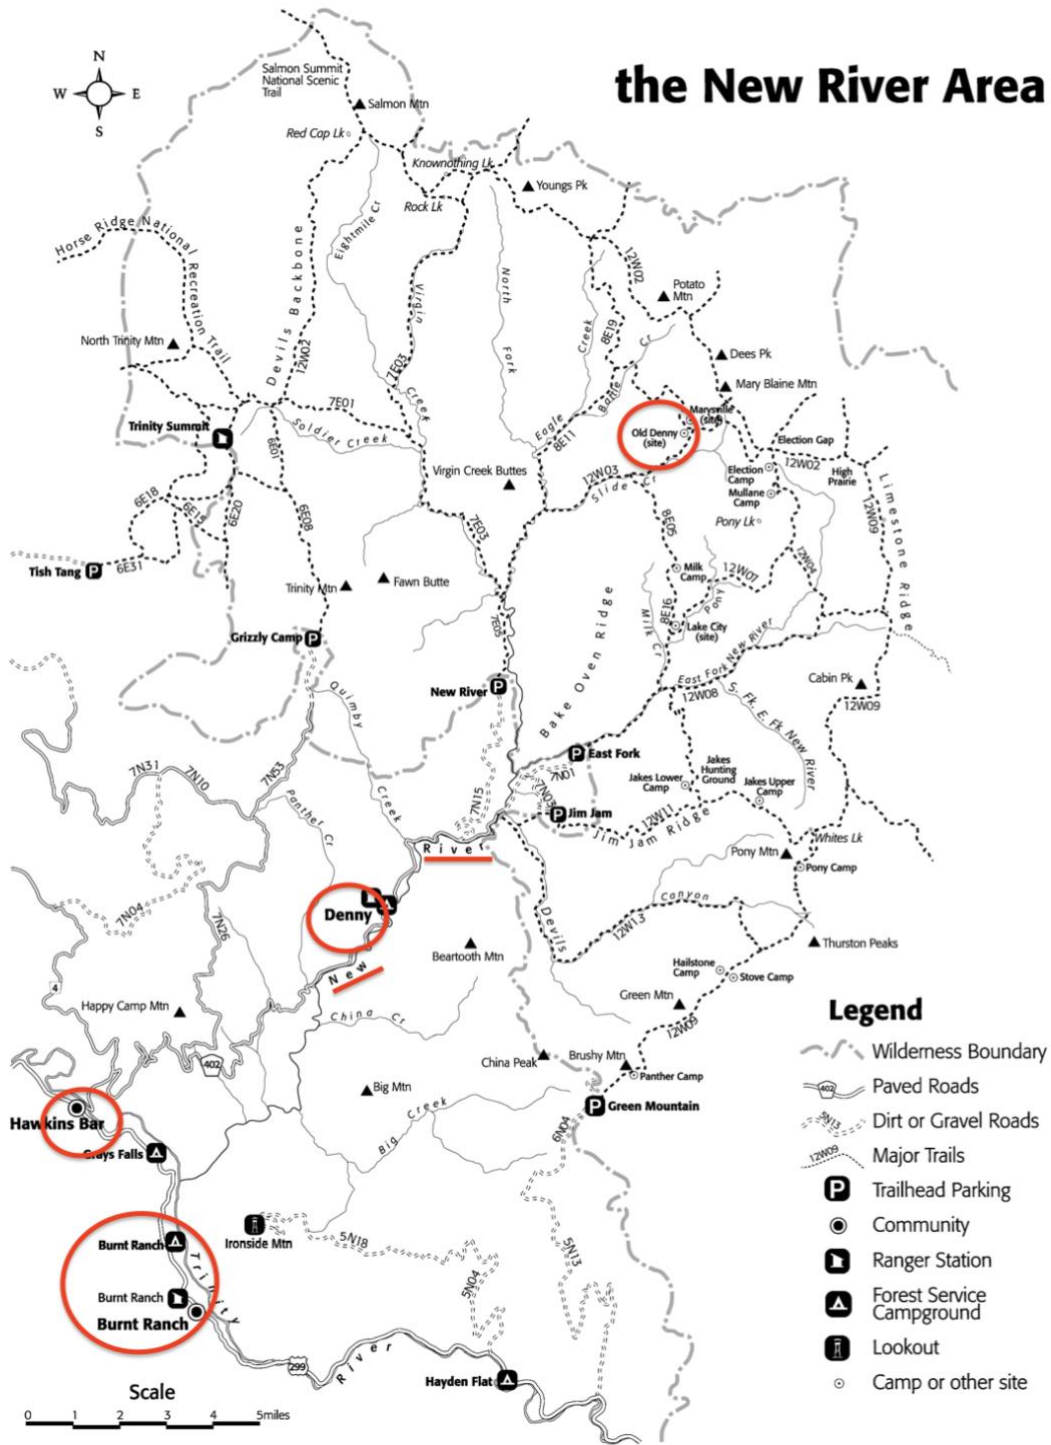 the New River Area
N
W
E
S
Salmon Summit
National Scenic
Trail
Salmon Mtn
Red Cap Lk
Knownothing Lk
Youngs Pk
Rock Lk
Horse Ridge National Recreation Trail
Eightmile Cr
Devils Backbone
12W02
Virgin Creek
7E03
North Fork
12W02
Potato
Mtn
Eagle Creek
8E19
Battle Cr
North Trinity Mtn
Dees Pk
Mary Blaine Mtn
7E01
Soldier Creek
Trinity Summit
6E01
8E11
Marysville
(site)
Old Denny
(site)
Election Gap
Virgin Creek Buttes
12W03
Slide Cr
Election
Camp
12W02
High
Prairie
Mullane
Camp
Limestone Ridge
12W09
6E18
6E15
6E20
6E08
7E03
8E05
Pony Lk
Tish Tang
6E31
Trinity Mtn
Fawn Butte
Milk
Camp
12W07
12W04
Pony
7E05
Bake Oven Ridge
Milk Cr
8E16
Lake City
(site)
Grizzly Camp
East Fork New River
New River
12W08
Cabin Pk
12W09
Quimby Creek
S. Fk. E. Fk. New River
East Fork
7N31
7N10
7N53
7N01
7N03
Jakes Lower
Camp
Jakes
Hunting
Ground
Jakes Upper
Camp
7N15
Panther Cr
Jim Jam
12W11
Jim Jam Ridge
River
Whites Lk
Pony Mtn
Pony Camp
7N04
7N26
Denny
New
Devils Canyon
12W13
Beartooth Mtn
Thurston Peaks
Hailstone
Camp
Stove Camp
4
Happy Camp Mtn
China Cr
Green Mtn
12W09
402
China Peak
Brushy Mtn
Panther Camp
Big Mtn
Green Mountain
Hawkins Bar
Big Creek
6N04
Grays Falls
Burnt Ranch
Ironside Mtn
5N18
5N13
5N04
Burnt Ranch
Burnt Ranch
Trinity River
299
Hayden Flat
Scale
0 1 2 3 4 5miles
Legend
Wilderness Boundary
402 Paved Roads
5N13 Dirt or Gravel Roads
12W09 Major Trails
P Trailhead Parking
Community
Ranger Station
Forest Service
Campground
Lookout
Camp or other site